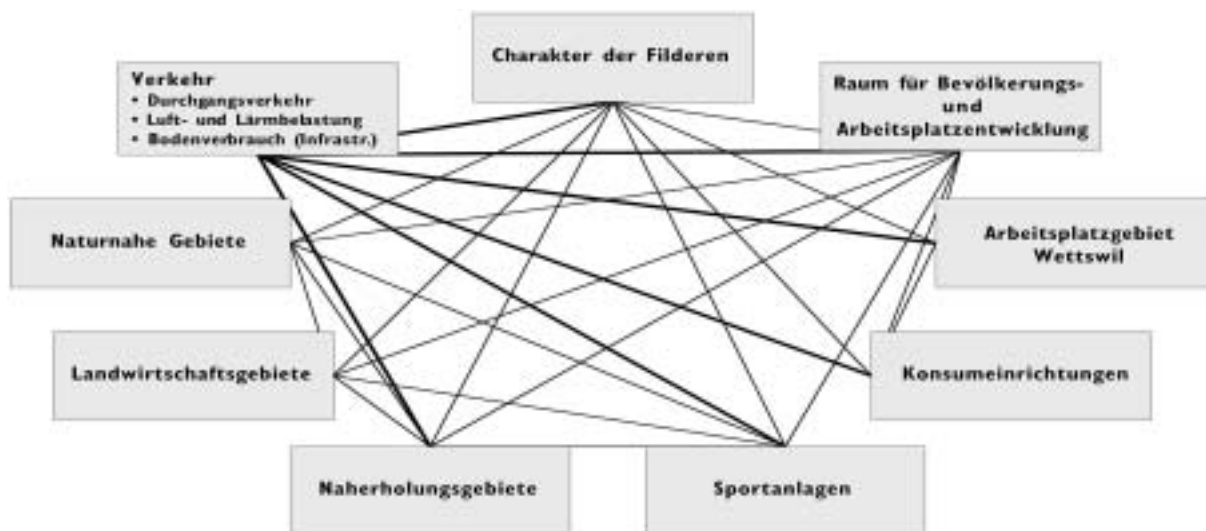 Charakter der Filderen
Verkehr
• Durchgangsverkehr
• Luft- und Lärmbelastung
• Bodenverbrauch (Infrastr.)
Raum für Bevölkerungs-
und
Arbeitsplatzentwicklung
Naturnahe Gebiete
Arbeitsplatzgebiet
Wettswil
Landwirtschaftsgebiete
Konsumeinrichtungen
Naherholungsgebiete
Sportanlagen